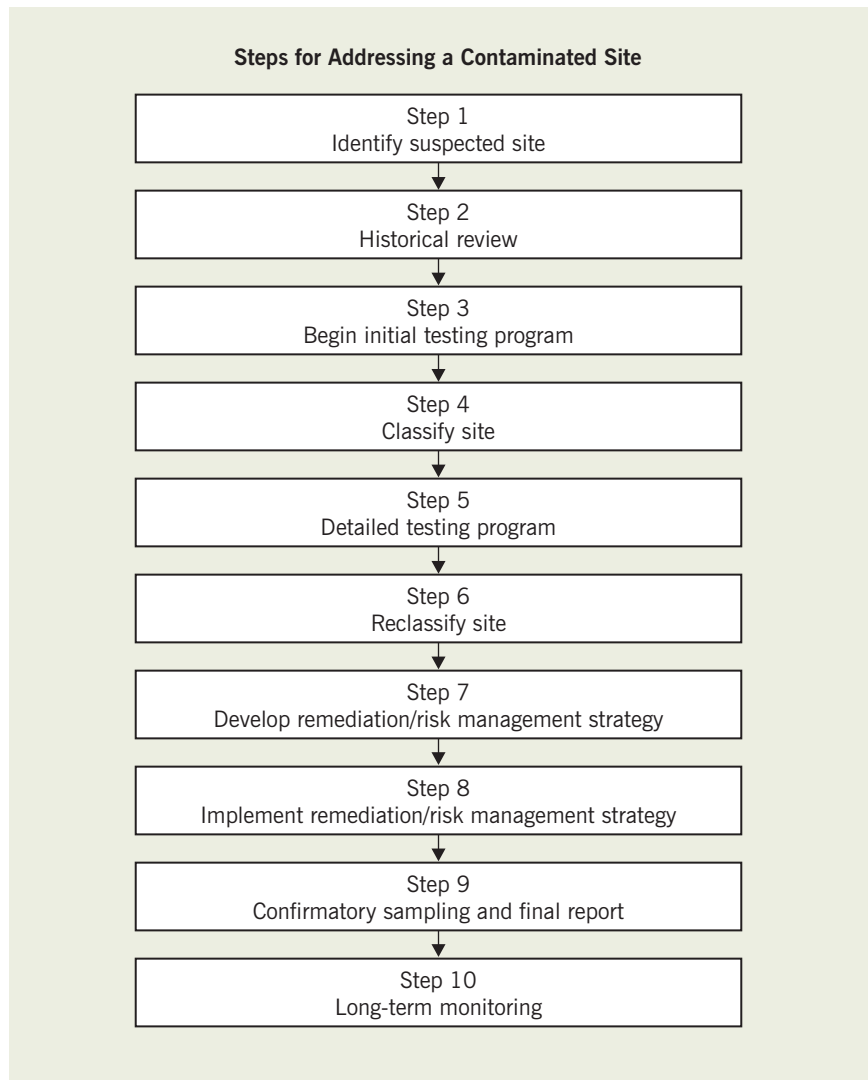 Steps for Addressing a Contaminated Site
Step 1
Identify suspected site
Step 2
Historical review
Step 3
Begin initial testing program
Step 4
Classify site
Step 5
Detailed testing program
Step 6
Reclassify site
Step 7
Develop remediation/risk management strategy
Step 8
Implement remediation/risk management strategy
Step 9
Confirmatory sampling and final report
Step 10
Long-term monitoring